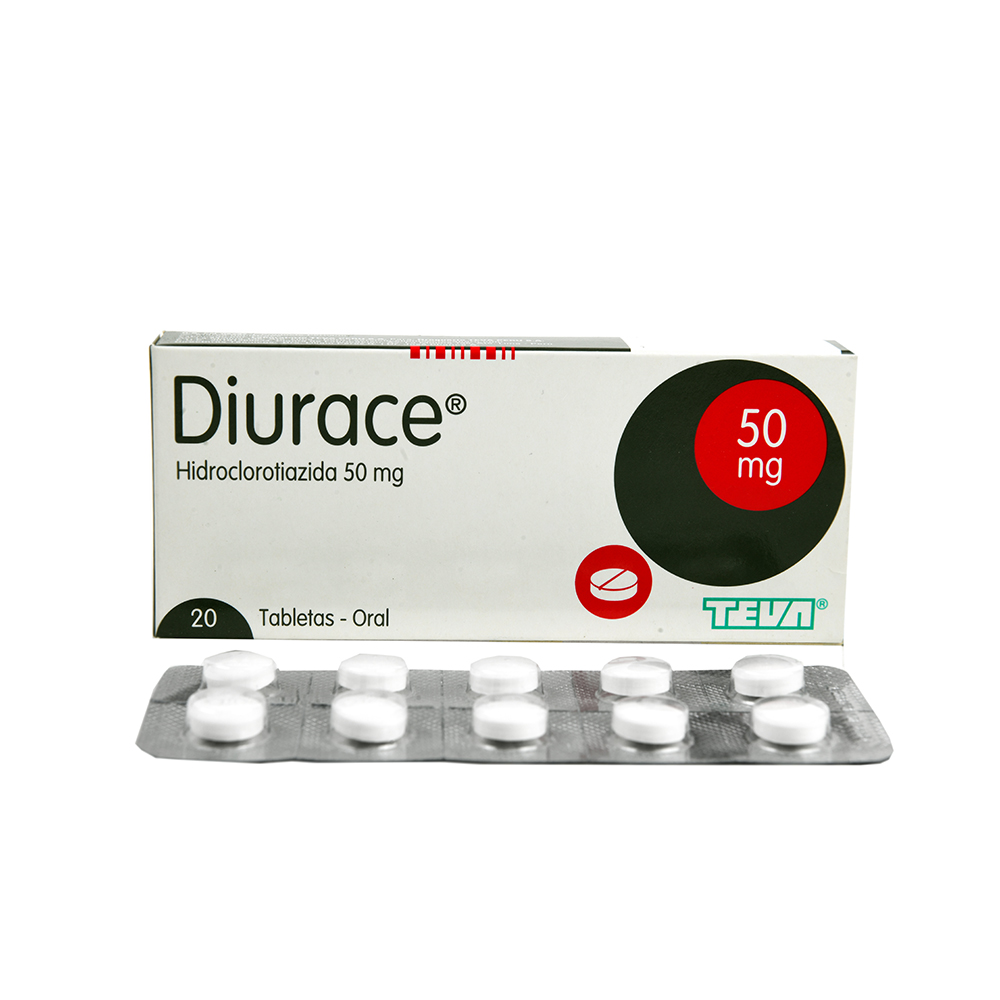 Diurace®
Hidroclorotiazida 50 mg
50
mg
20 Tabletas - Oral
TEVA®